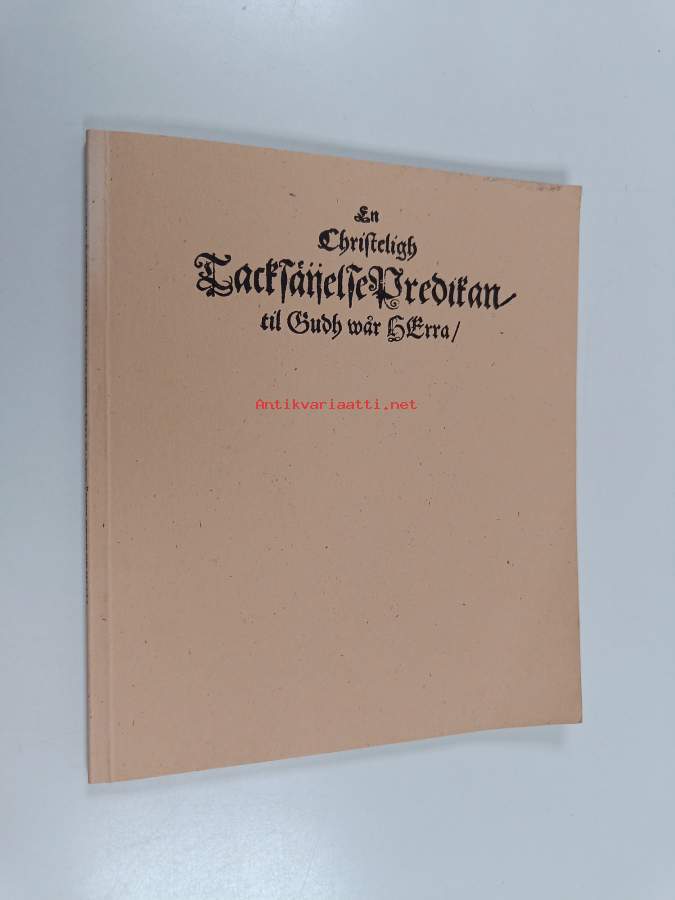 En
Christeligh
TacksäijelsePredikan/
til Gudh wår HErra/
Antikvariaatti.net